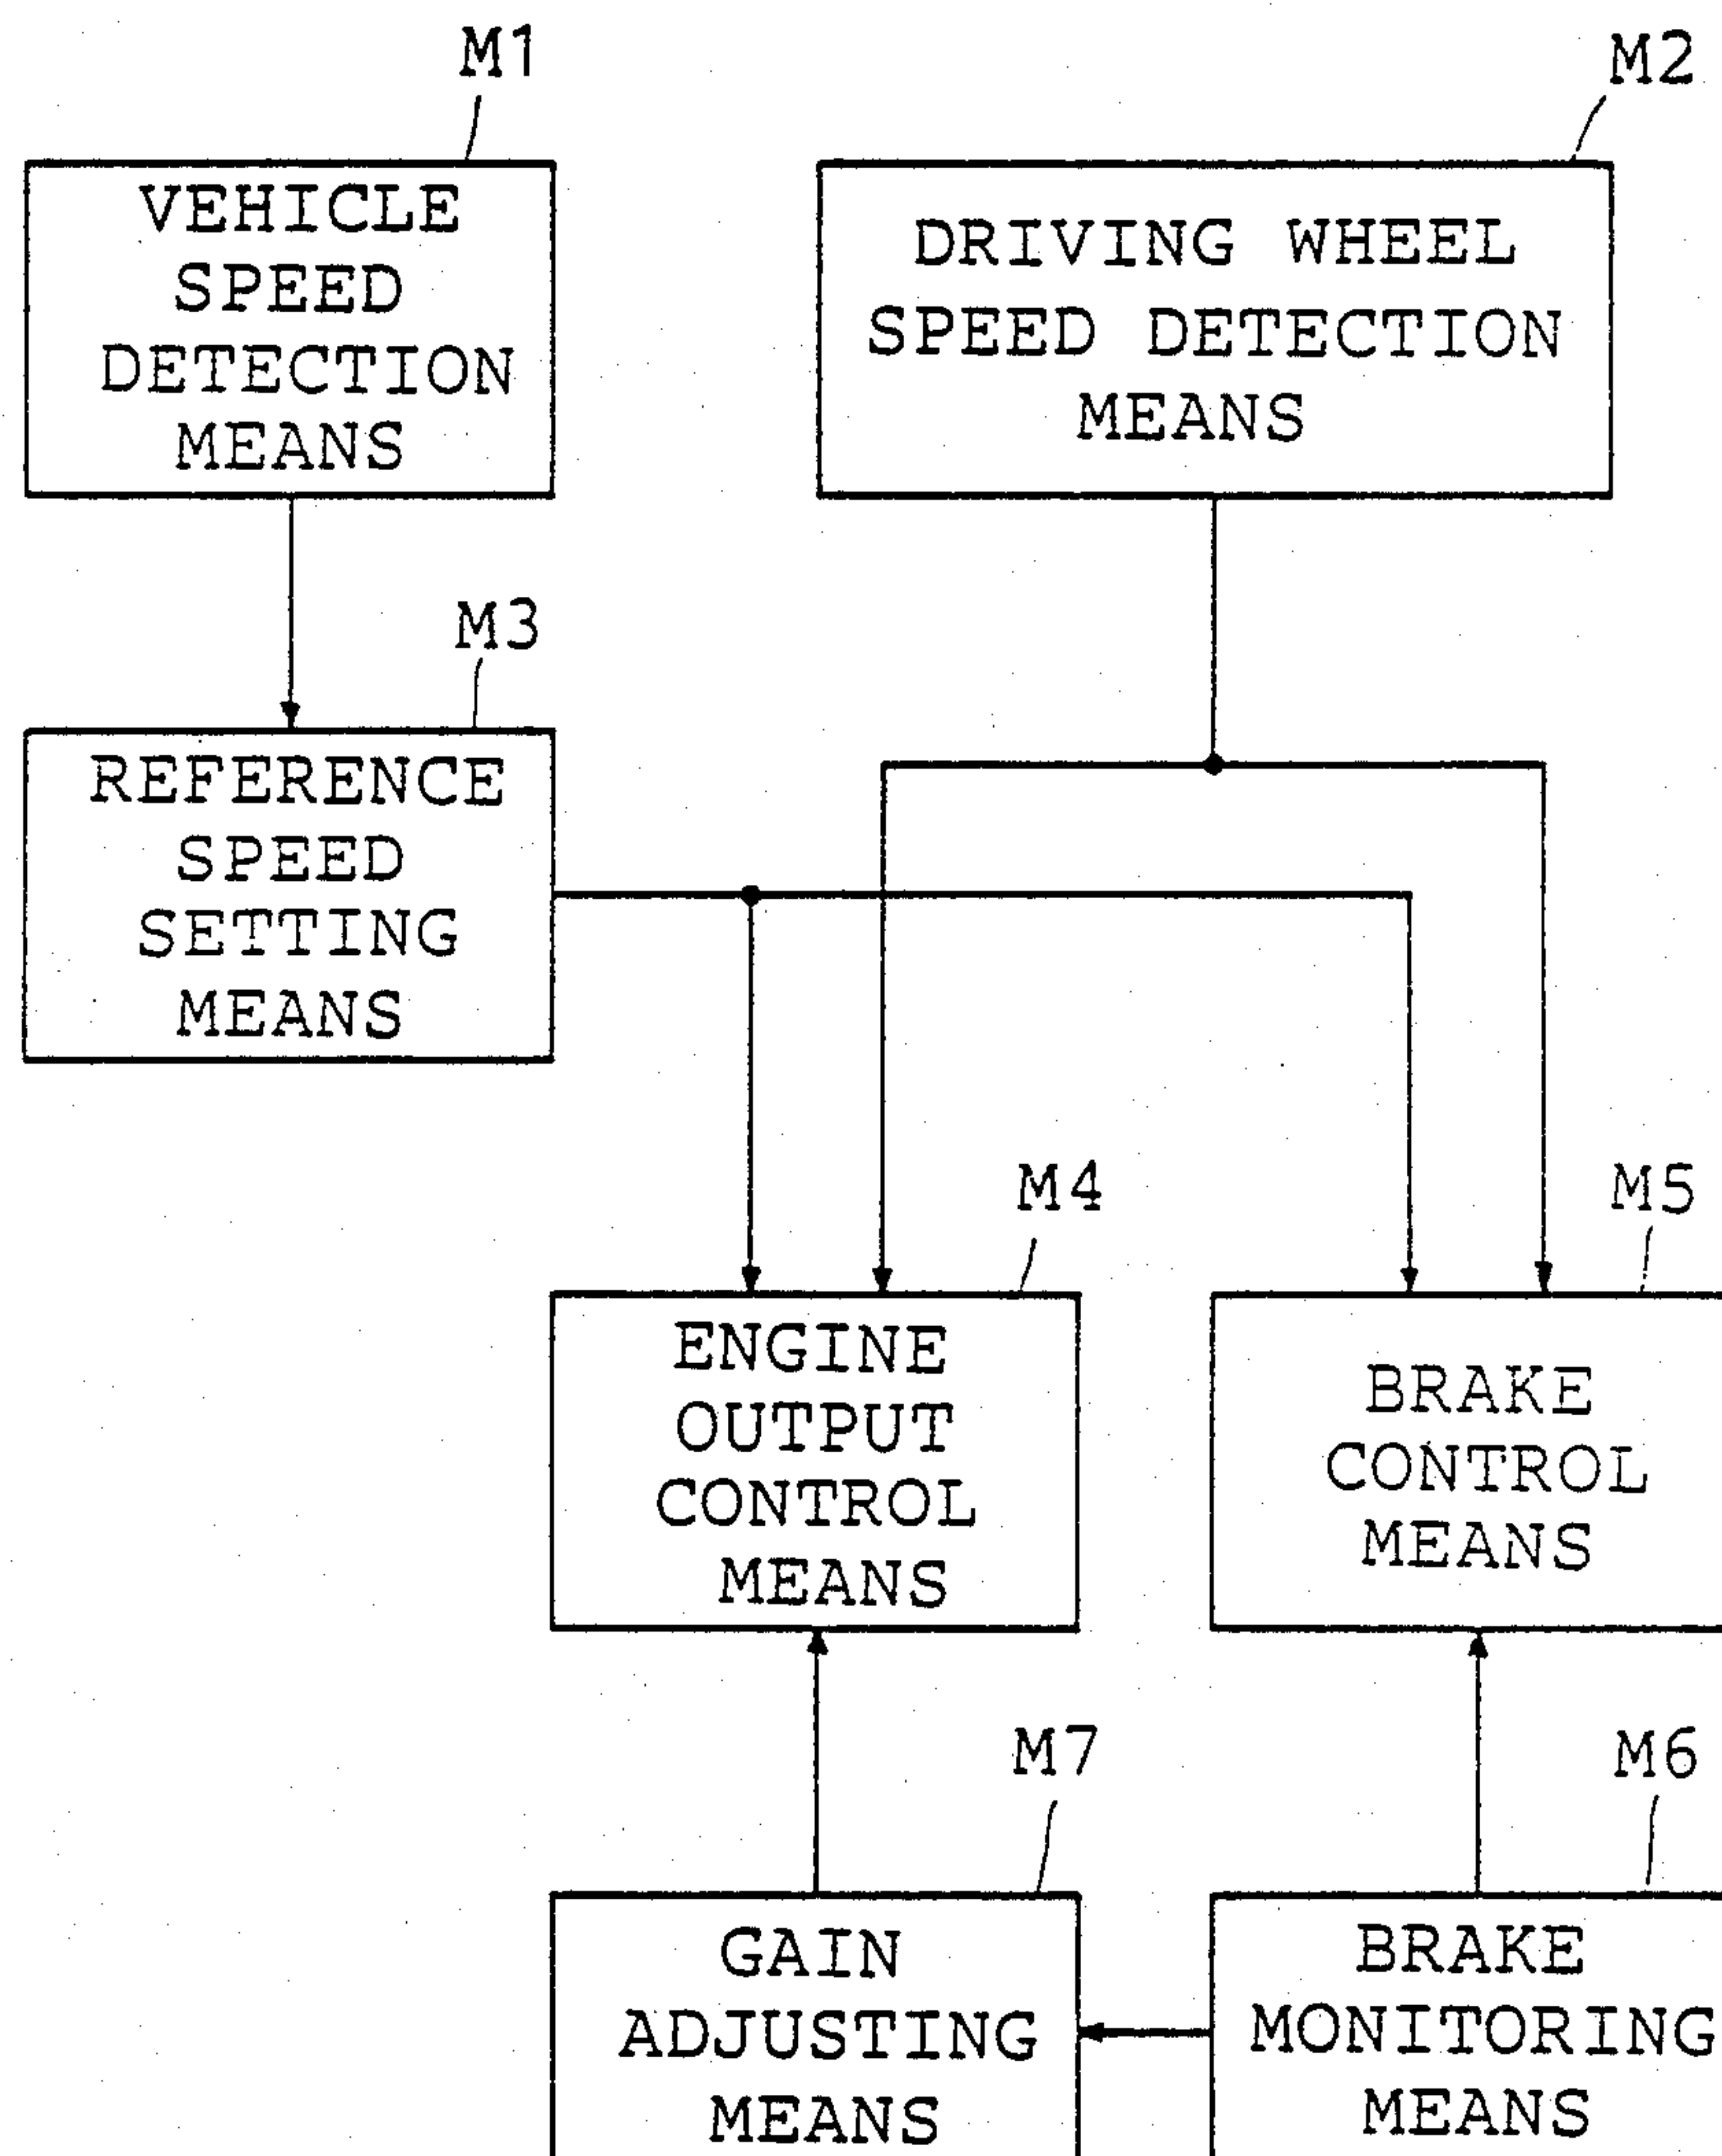 M1
VEHICLE
SPEED
DETECTION
MEANS
M2
DRIVING WHEEL
SPEED DETECTION
MEANS
M3
REFERENCE
SPEED
SETTING
MEANS
M4
ENGINE
OUTPUT
CONTROL
MEANS
M5
BRAKE
CONTROL
MEANS
M7
GAIN
ADJUSTING
MEANS
M6
BRAKE
MONITORING
MEANS